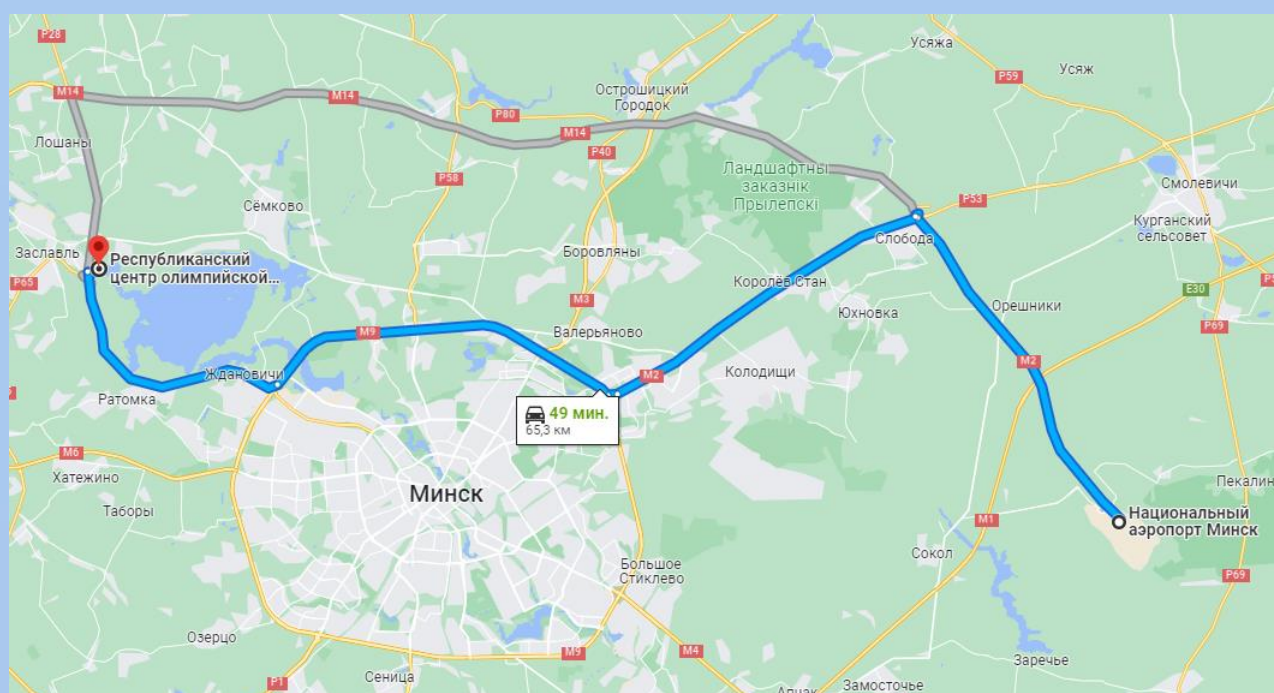 P28
Усяжа
Усяж
P59
M14
M14
Острошицкий
Городок
P80
M14
Лошаны
P40
Ландшафтны
заказнік
Прылепскі
P58
Смолевичи
P53
Сёмково
Курганский
сельсовет
Слобода
Заславль
Боровляны
Республиканский
центр олимпийской...
P65
Королёв Стан
E30
M3
Орешники
Юхновка
P69
M9
Валерьяново
M2
Ждановичи
M2
Колодищи
Ратомка
49 мин.
65,3 км
M6
Хатежино
Минск
Пекалин
Таборы
Национальный
аэропорт Минск
M1
Сокол
Большое
Стиклево
P69
Озерцо
M9
M4
Заречье
Сеница
P1
Замосточье